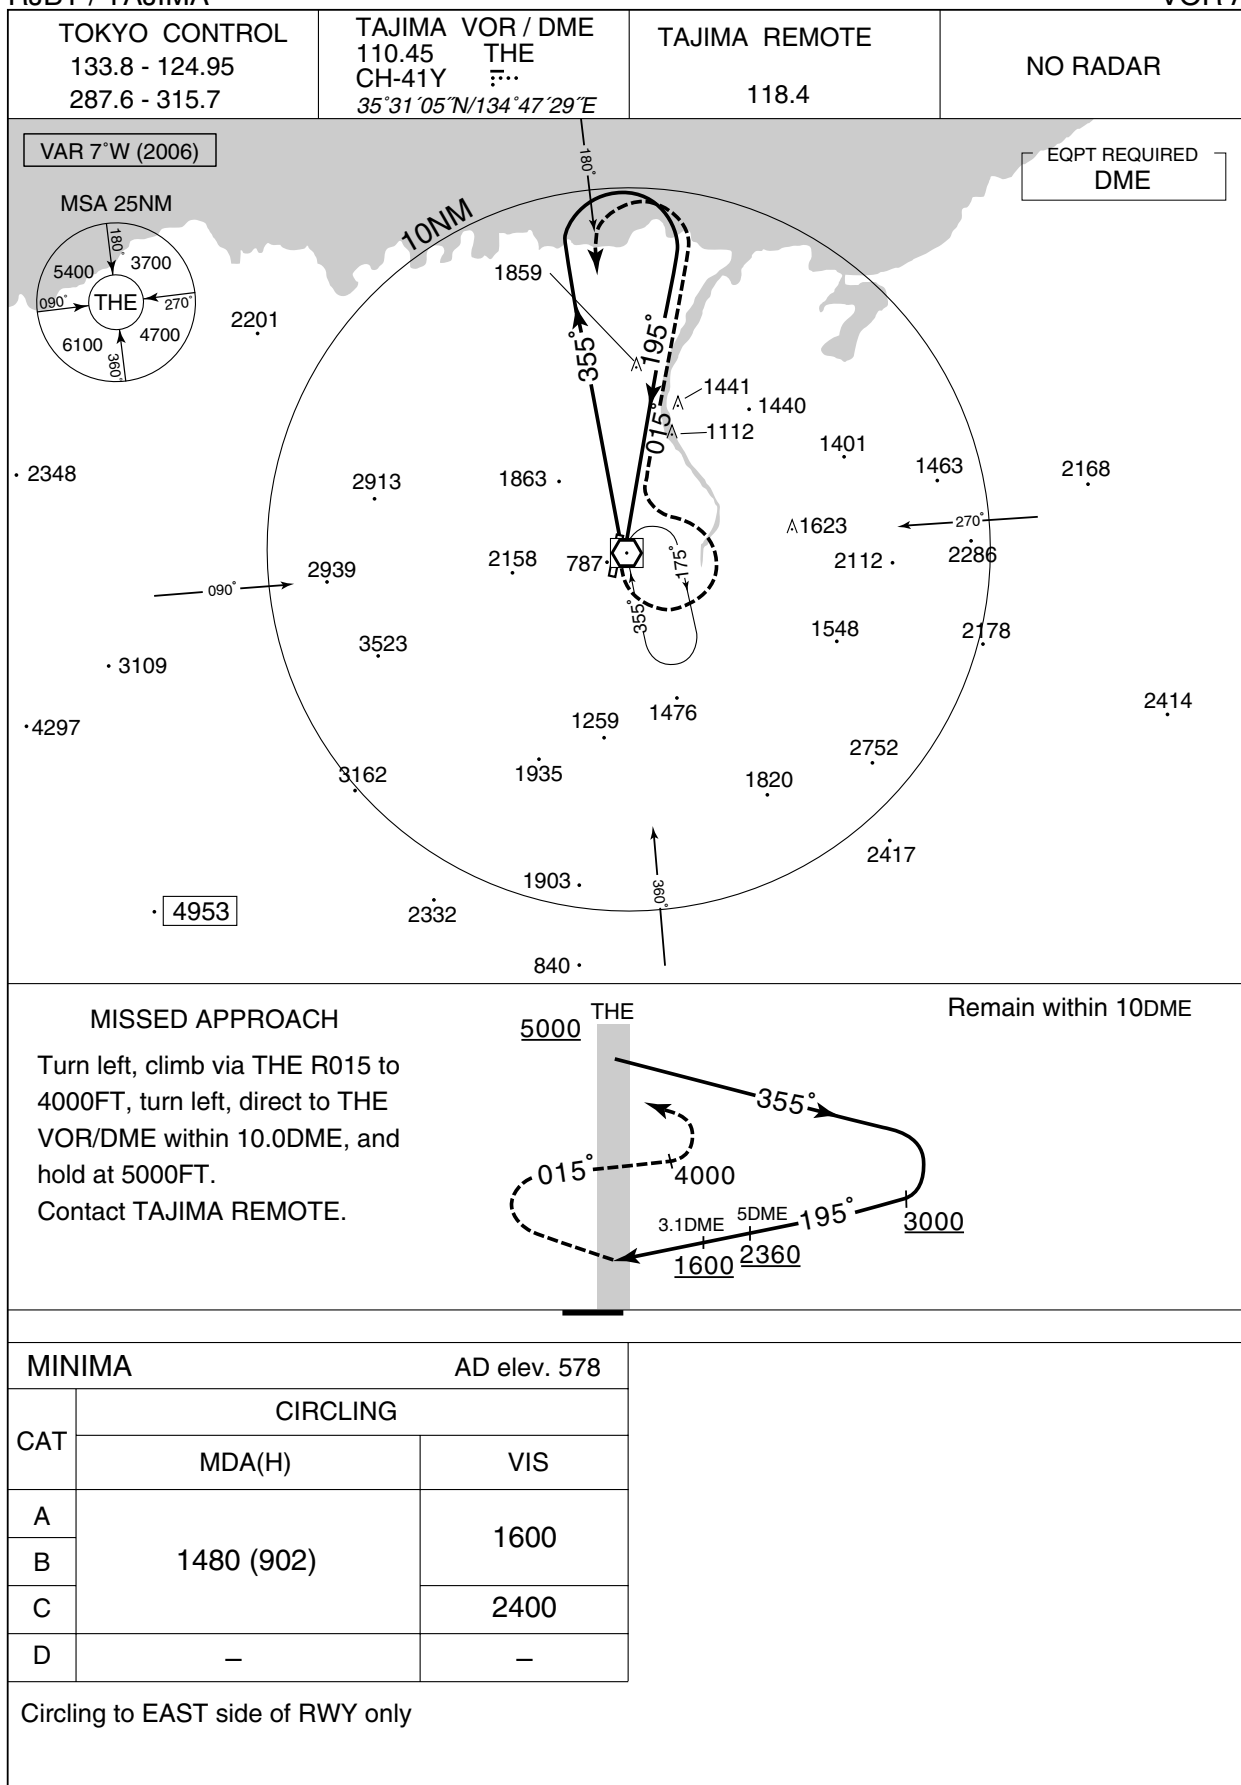 TOKYO CONTROL
133.8 - 124.95
287.6 - 315.7
TAJIMA VOR / DME
110.45 THE
CH-41Y
35°31´05˝N/134°47´29˝E
TAJIMA REMOTE
118.4
NO RADAR
VAR 7°W (2006)
EQPT REQUIRED
DME
MSA 25NM
180°
5400
3700
090°
THE
270°
6100
4700
360°
180°
10NM
1859
2201
355°
195°
015°
1441
1440
1112
1401
1463
2168
2348
2913
1863
1623
270°
2286
2112
2939
2158
787
175°
090°
355°
1548
2178
3523
3109
2414
4297
1259
1476
2752
3162
1935
1820
2417
1903
360°
4953
2332
840
MISSED APPROACH
Turn left, climb via THE R015 to
4000FT, turn left, direct to THE
VOR/DME within 10.0DME, and
hold at 5000FT.
Contact TAJIMA REMOTE.
5000
THE
Remain within 10DME
355°
015°
4000
3.1DME
5DME
195°
3000
1600
2360
MINIMA
AD elev. 578
CAT
CIRCLING
MDA(H)
VIS
A
B
1480 (902)
1600
C
2400
D
–
–
Circling to EAST side of RWY only